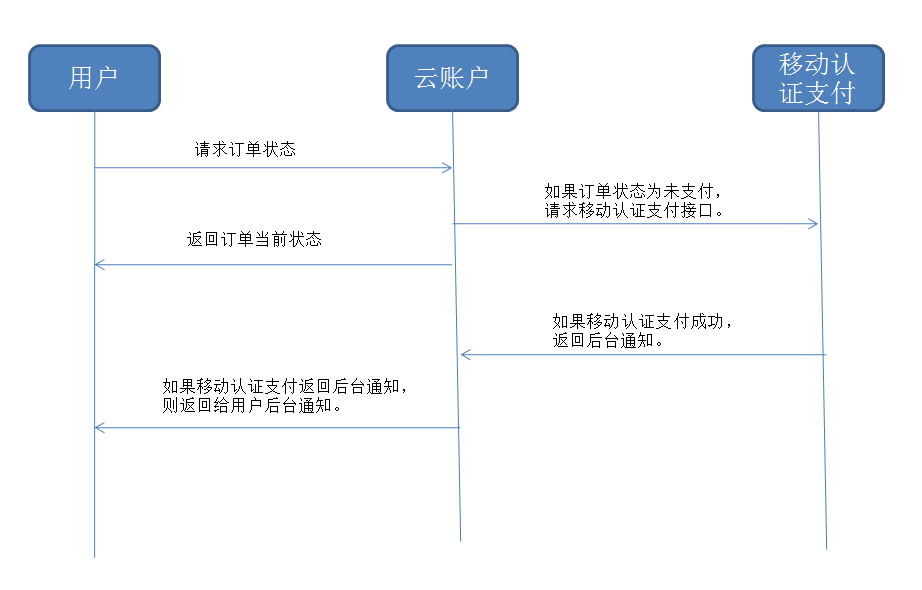 用户
云账户
移动认
证支付
请求订单状态
如果订单状态为未支付，
请求移动认证支付接口。
返回订单当前状态
如果移动认证支付成功，
返回后台通知。
如果移动认证支付返回后台通知，
则返回给用户后台通知。